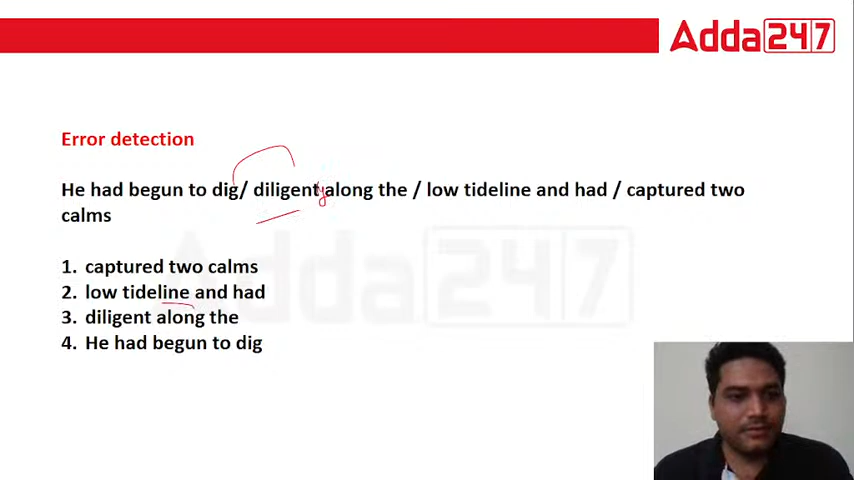 Adda247
Error detection
He had begun to dig/ diligent along the / low tideline and had / captured two
calms
1. captured two calms
2. low tideline and had
3. diligent along the
4. He had begun to dig
Adda247